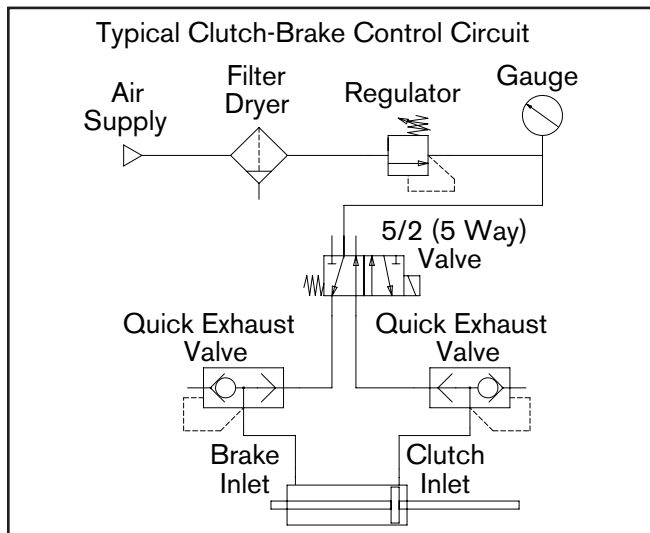 Typical Clutch-Brake Control Circuit
Air
Supply
Filter
Dryer
Regulator
Gauge
5/2 (5 Way)
Valve
Quick Exhaust
Valve
Quick Exhaust
Valve
Brake
Inlet
Clutch
Inlet